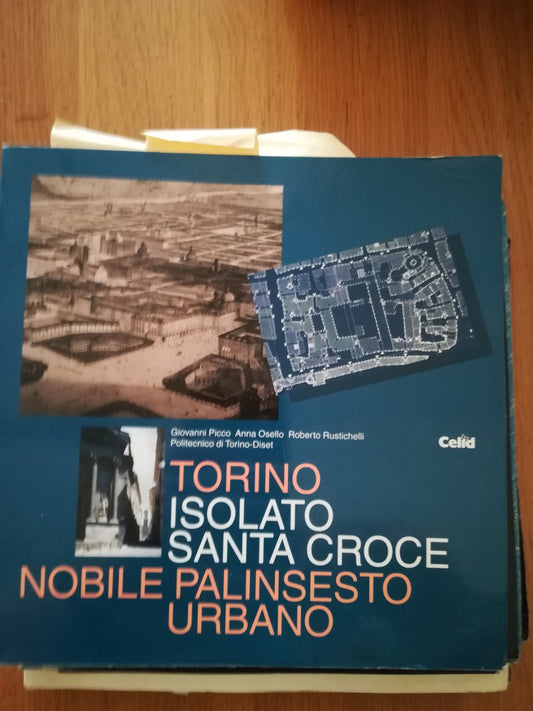 Giovanni Picco Anna Osello Roberto Rustichelli
Politecnico di Torino-Diset
Celid
TORINO
ISOLATO
SANTA CROCE
NOBILE PALINSESTO
URBANO